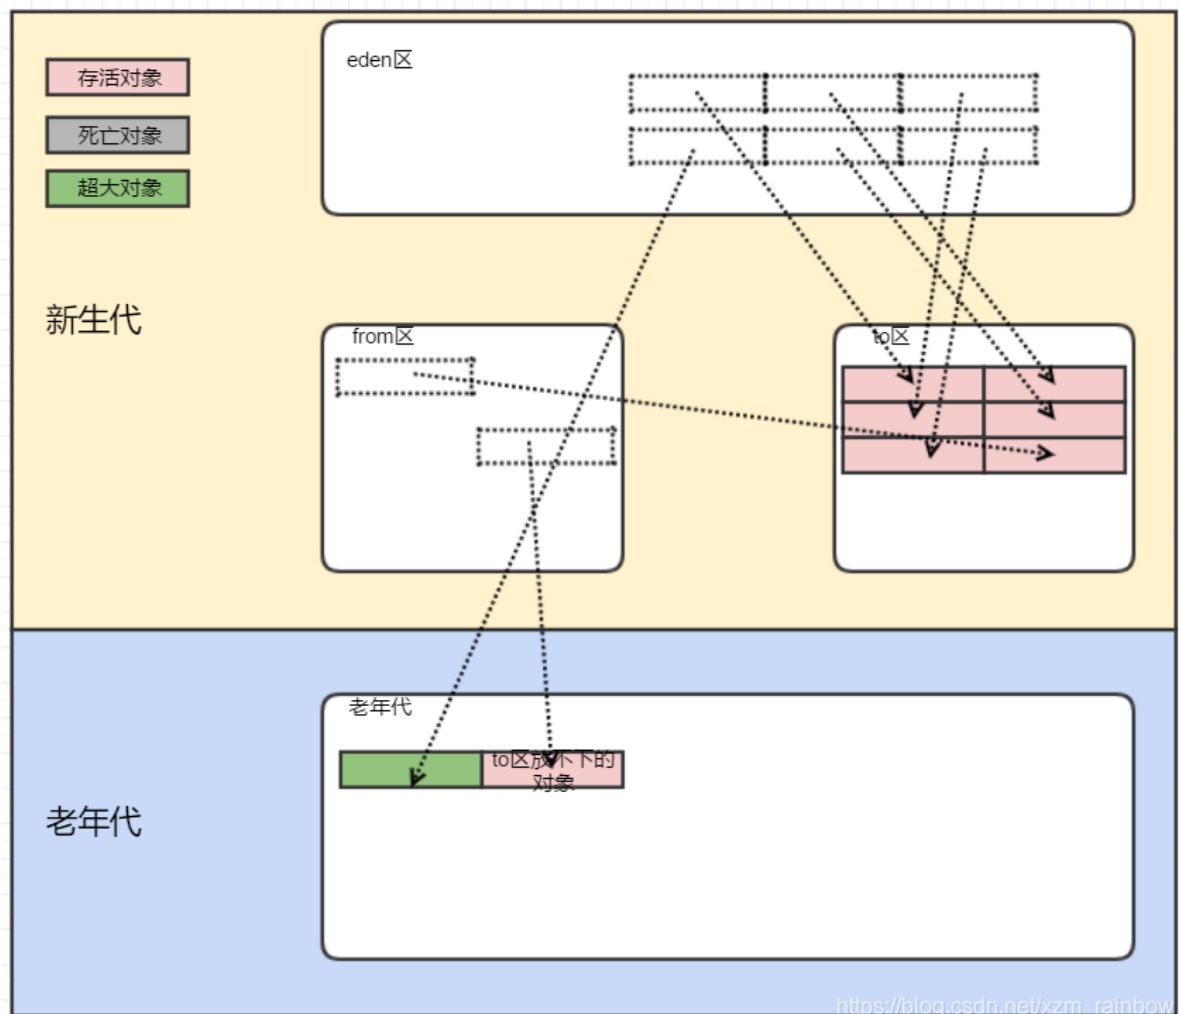 eden区
存活对象
死亡对象
超大对象
新生代
from区
to区
老年代
to区放不下的
对象
老年代
https://blog.csdn.net/xzm_rainbow